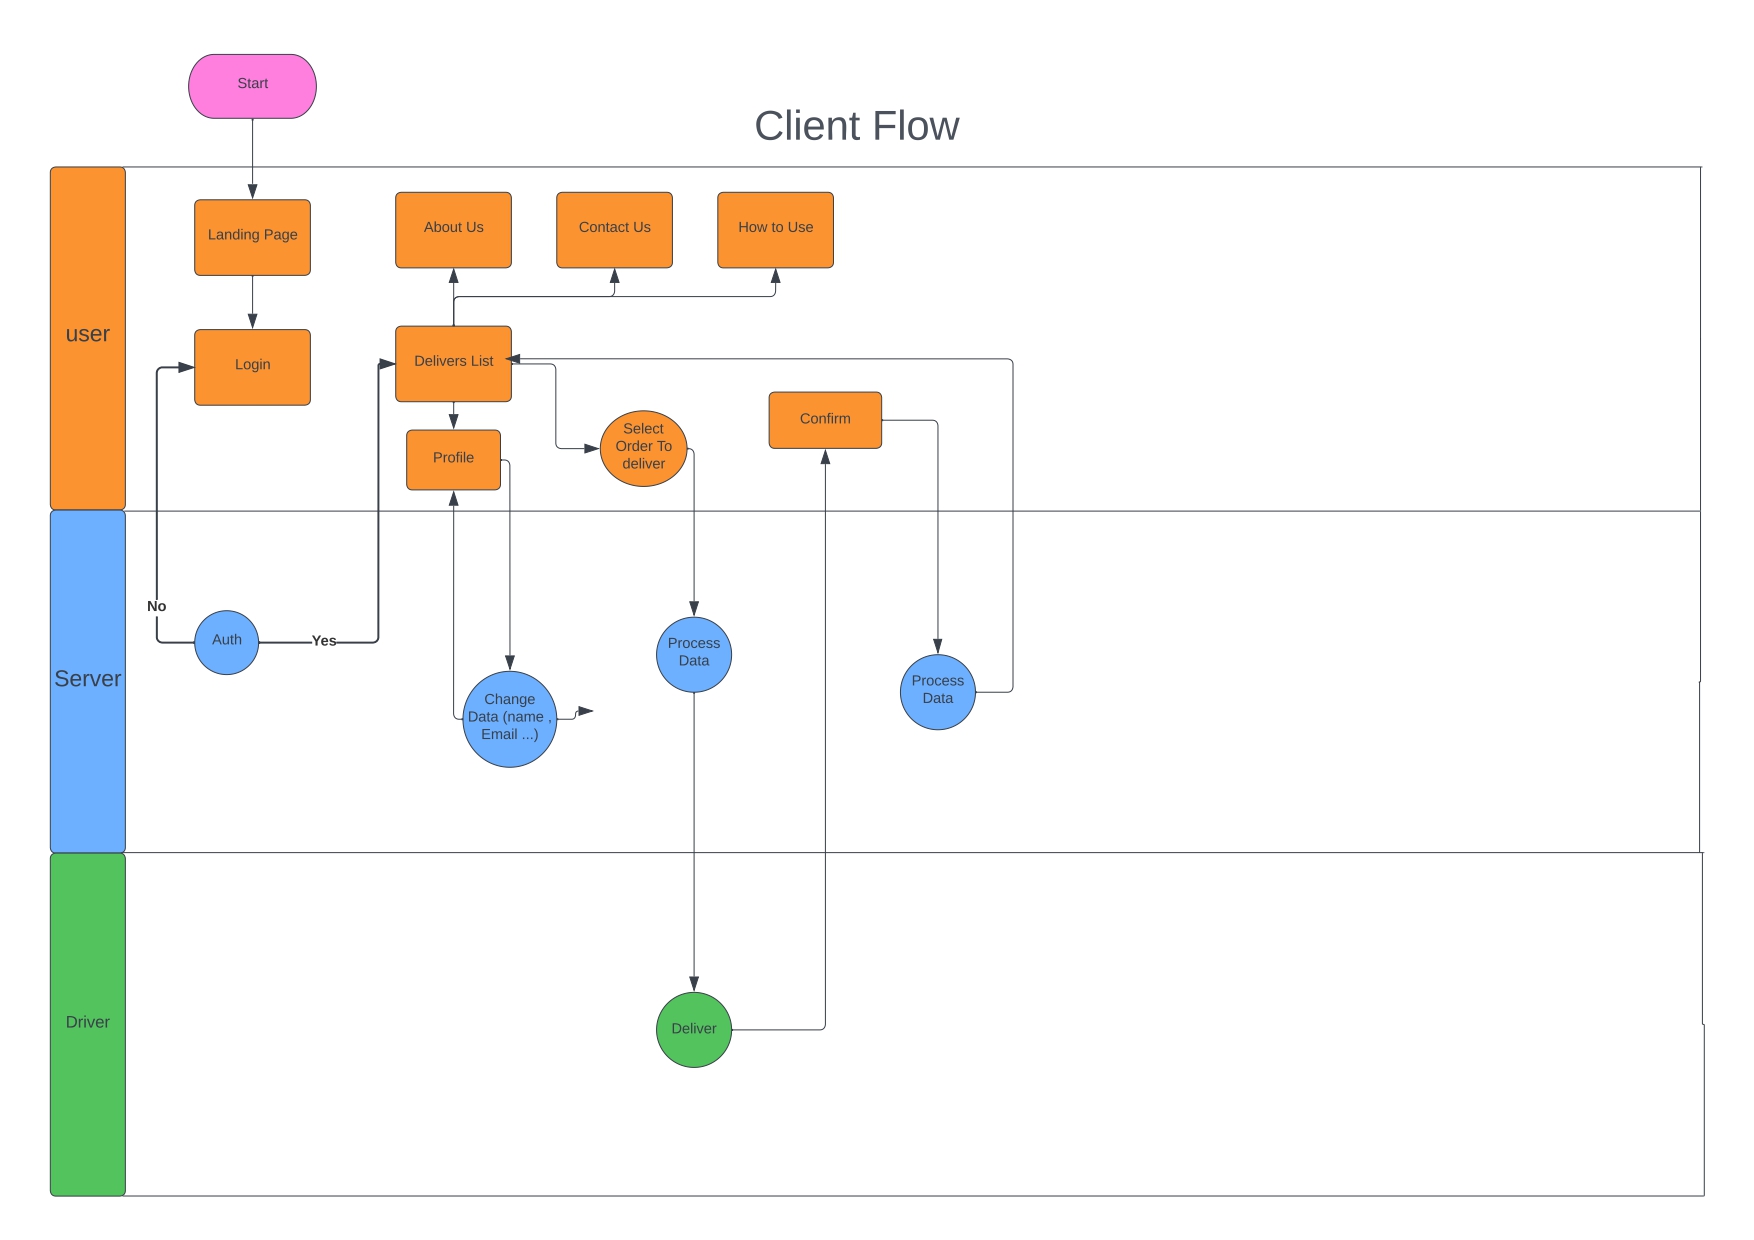 Start
Client Flow
user
Landing Page
About Us
Contact Us
How to Use
Login
Delivers List
Profile
Select
Order To
deliver
Confirm
Server
No
Auth
Yes
Change
Data (name ,
Email ...)
Process
Data
Process
Data
Driver
Deliver